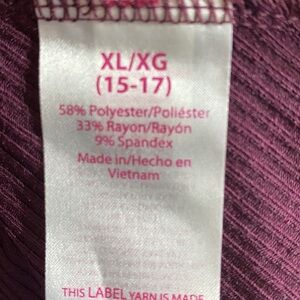 XL/XG
(15-17)
58% Polyester/Poliéster
33% Rayon/Rayón
9% Spandex
Made in/Hecho en
Vietnam
THIS LABEL YARN IS MADE